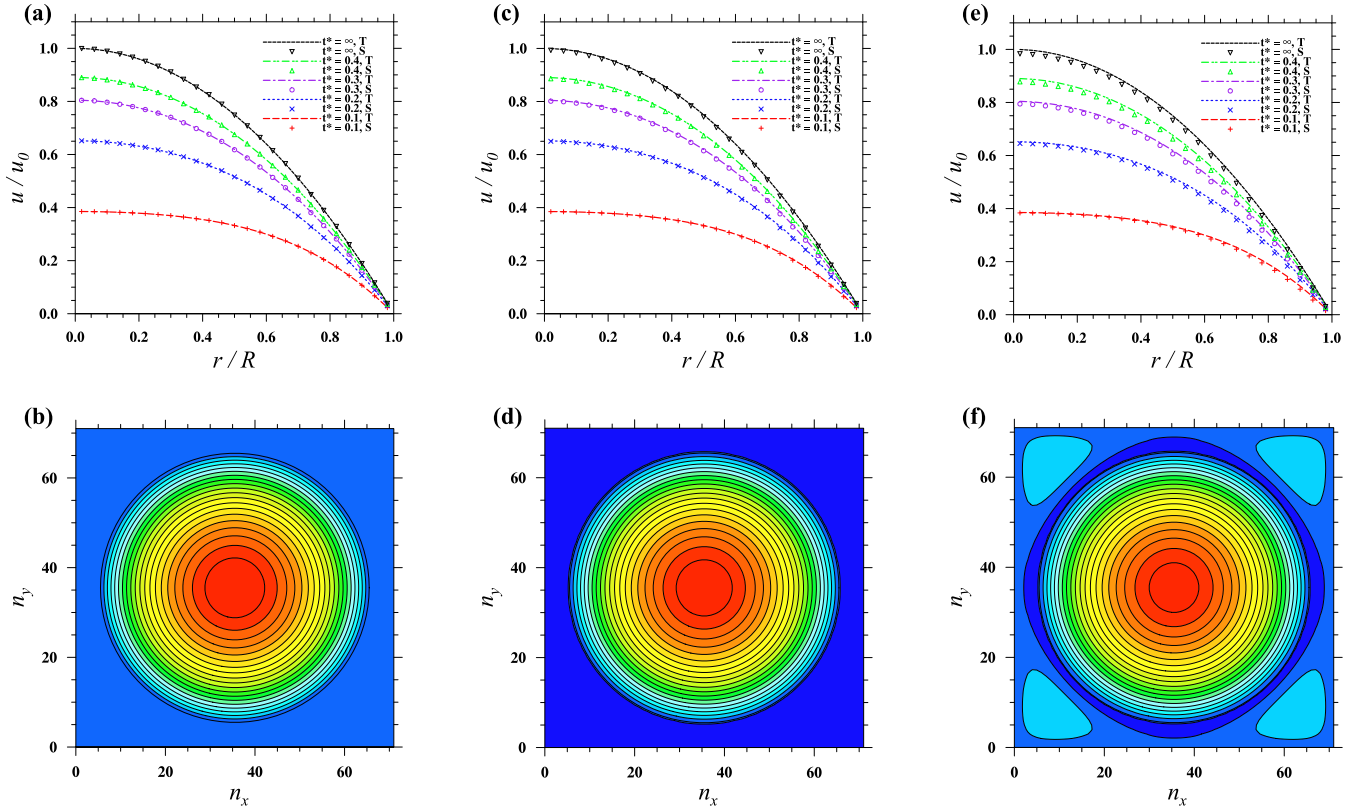 (a)
1.0
0.8
0.6
0.4
0.2
0.0
u / u0
t* = ∞, T
t* = ∞, S
t* = 0.4, T
t* = 0.4, S
t* = 0.3, T
t* = 0.3, S
t* = 0.2, T
t* = 0.2, S
t* = 0.1, T
t* = 0.1, S
0.0 0.2 0.4 0.6 0.8 1.0
r / R
(c)
1.0
0.8
0.6
0.4
0.2
0.0
u / u0
t* = ∞, T
t* = ∞, S
t* = 0.4, T
t* = 0.4, S
t* = 0.3, T
t* = 0.3, S
t* = 0.2, T
t* = 0.2, S
t* = 0.1, T
t* = 0.1, S
0.0 0.2 0.4 0.6 0.8 1.0
r / R
(e)
1.0
0.8
0.6
0.4
0.2
0.0
u / u0
t* = ∞, T
t* = ∞, S
t* = 0.4, T
t* = 0.4, S
t* = 0.3, T
t* = 0.3, S
t* = 0.2, T
t* = 0.2, S
t* = 0.1, T
t* = 0.1, S
0.0 0.2 0.4 0.6 0.8 1.0
r / R
(b)
60
40
20
0
ny
0 20 40 60
nx
(d)
60
40
20
0
ny
0 20 40 60
nx
(f)
60
40
20
0
ny
0 20 40 60
nx